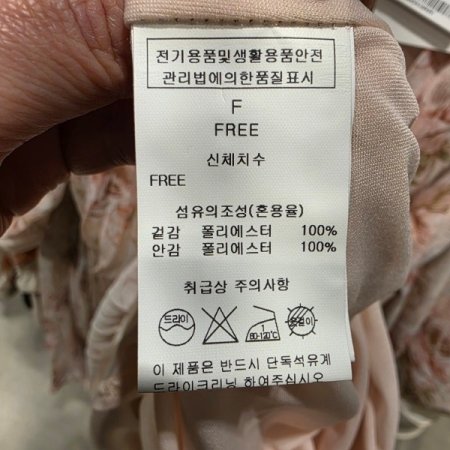 전기용품및생활용품안전
관리법에의한품질표시
F
FREE
신체치수
FREE
섬유의조성(혼용율)
겉감 폴리에스터 100%
안감 폴리에스터 100%
취급상 주의사항
드라이
1
80-120℃
옷걸이
이 제품은 반드시 단독석유계
드라이크리닝 하여주십시오